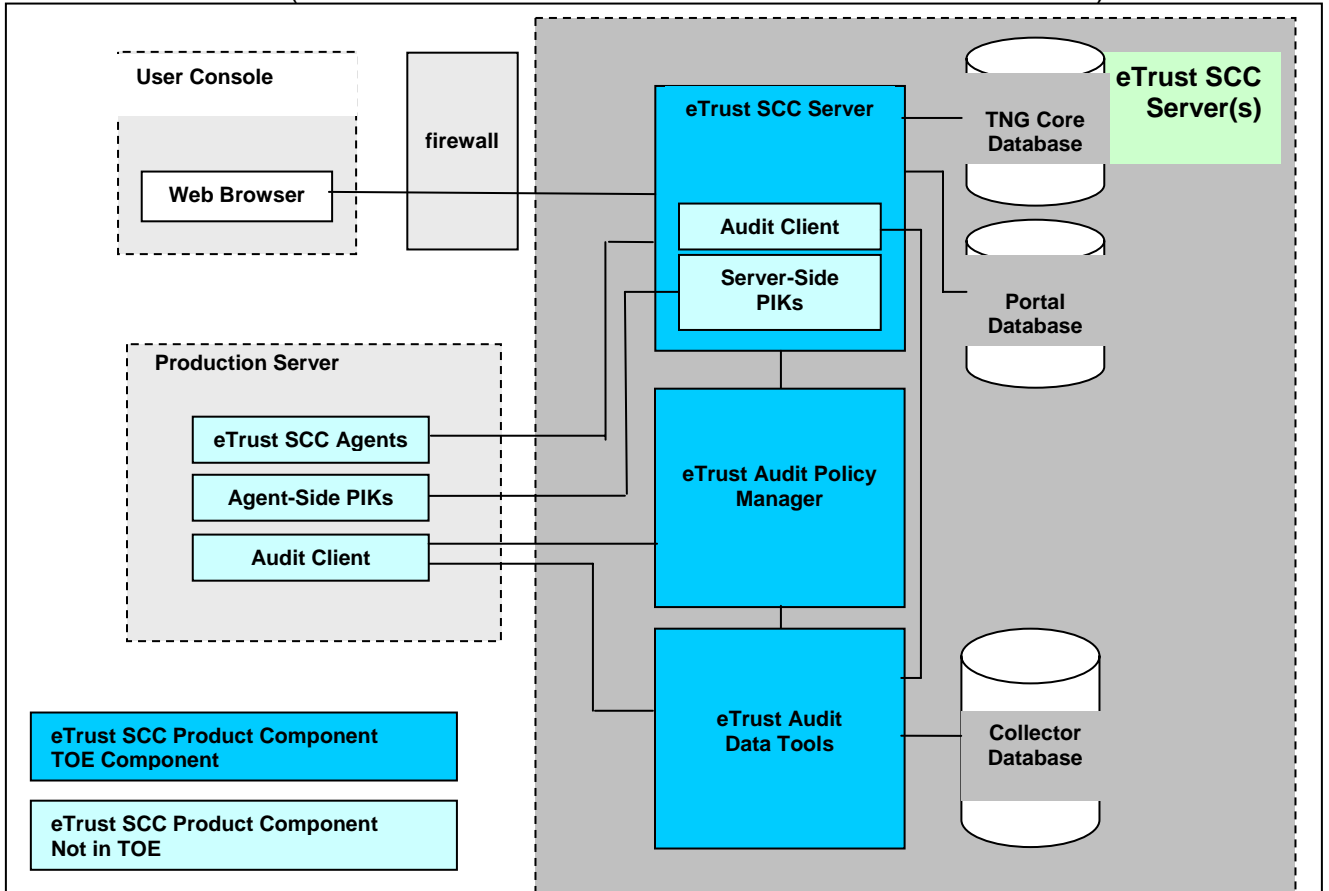 User Console
Web Browser
firewall
eTrust SCC Server
Audit Client
Server-Side
PIKs
TNG Core
Database
eTrust SCC
Server(s)
Portal
Database
Production Server
eTrust SCC Agents
Agent-Side PIKs
Audit Client
eTrust Audit Policy
Manager
eTrust Audit
Data Tools
Collector
Database
eTrust SCC Product Component
TOE Component
eTrust SCC Product Component
Not in TOE